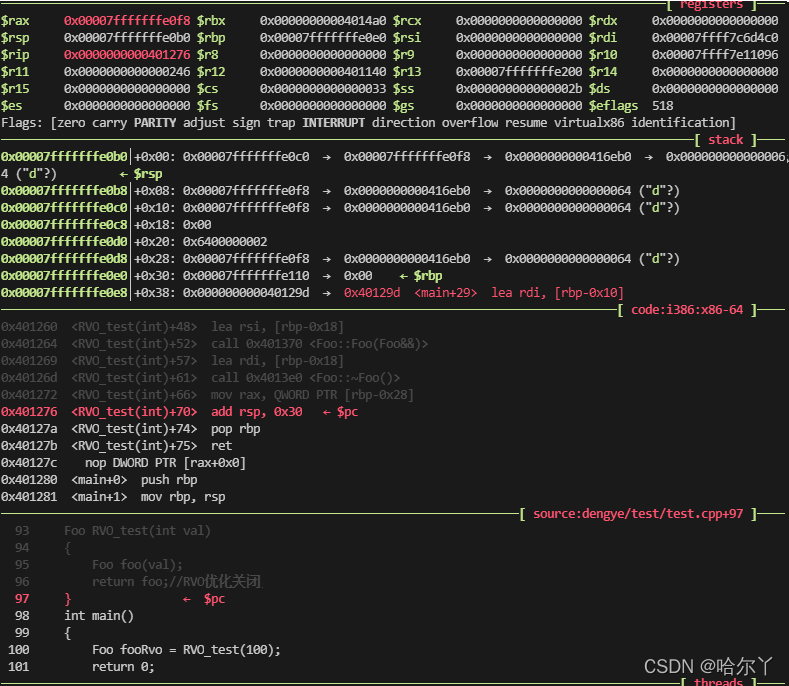 [ registers ]
$rax 0x00007fffffffe0f8 $rbx 0x00000000004014a0 $rcx 0x0000000000000000 $rdx 0x0000000000000000
$rsp 0x00007fffffffe0b0 $rbp 0x00007fffffffe0e0 $rsi 0x0000000000000000 $rdi 0x00007ffff7c6d4c0
$rip 0x0000000000401276 $r8 0x0000000000000000 $r9 0x0000000000000000 $r10 0x00007ffff7e11096
$r11 0x0000000000000246 $r12 0x0000000000401140 $r13 0x00007fffffffe200 $r14 0x0000000000000000
$r15 0x0000000000000000 $cs 0x0000000000000033 $ss 0x000000000000002b $ds 0x0000000000000000
$es 0x0000000000000000 $fs 0x0000000000000000 $gs 0x0000000000000000 $eflags 518
Flags: [zero carry PARITY adjust sign trap INTERRUPT direction overflow resume virtualx86 identification]
[ stack ]
0x00007fffffffe0b0│+0x00: 0x00007fffffffe0c0 → 0x00007fffffffe0f8 → 0x0000000000416eb0 → 0x000000000000006
4 ("d"?) ← $rsp
0x00007fffffffe0b8│+0x08: 0x00007fffffffe0f8 → 0x0000000000416eb0 → 0x0000000000000064 ("d"?)
0x00007fffffffe0c0│+0x10: 0x00007fffffffe0f8 → 0x0000000000416eb0 → 0x0000000000000064 ("d"?)
0x00007fffffffe0c8│+0x18: 0x00
0x00007fffffffe0d0│+0x20: 0x6400000002
0x00007fffffffe0d8│+0x28: 0x00007fffffffe0f8 → 0x0000000000416eb0 → 0x0000000000000064 ("d"?)
0x00007fffffffe0e0│+0x30: 0x00007fffffffe110 → 0x00 ← $rbp
0x00007fffffffe0e8│+0x38: 0x000000000040129d → 0x40129d <main+29> lea rdi, [rbp-0x10]
[ code:i386:x86-64 ]
0x401260 <RVO_test(int)+48> lea rsi, [rbp-0x18]
0x401264 <RVO_test(int)+52> call 0x401370 <Foo::Foo(Foo&&)>
0x401269 <RVO_test(int)+57> lea rdi, [rbp-0x18]
0x40126d <RVO_test(int)+61> call 0x4013e0 <Foo::~Foo()>
0x401272 <RVO_test(int)+66> mov rax, QWORD PTR [rbp-0x28]
0x401276 <RVO_test(int)+70> add rsp, 0x30 ← $pc
0x40127a <RVO_test(int)+74> pop rbp
0x40127b <RVO_test(int)+75> ret
0x40127c nop DWORD PTR [rax+0x0]
0x401280 <main+0> push rbp
0x401281 <main+1> mov rbp, rsp
[ source:dengye/test/test.cpp+97 ]
93 Foo RVO_test(int val)
94 {
95 Foo foo(val);
96 return foo;//RVO优化关闭
97 } ← $pc
98 int main()
99 {
100 Foo fooRvo = RVO_test(100);
101 return 0;
CSDN @哈尔丫
[ threads ]